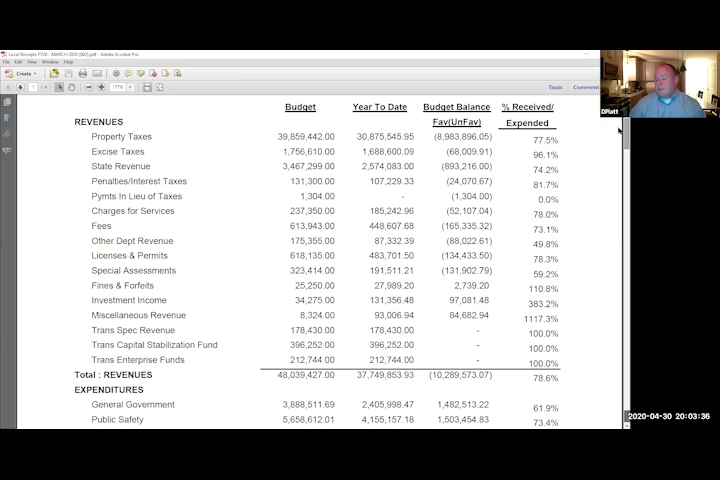 Local Receipts FY20 - MARCH 2020 (002).pdf - Adobe Acrobat Pro
File Edit View Window Help
Create
1 / 4
Tools Comment
DPiatt
Budget Year To Date Budget Balance % Received/
REVENUES Fav(UnFav) Expended
Property Taxes 39,859,442.00 30,875,545.95 (8,983,896.05) 77.5%
Excise Taxes 1,756,610.00 1,688,600.09 (68,009.91) 96.1%
State Revenue 3,467,299.00 2,574,083.00 (893,216.00) 74.2%
Penalties/Interest Taxes 131,300.00 107,229.33 (24,070.67) 81.7%
Pymts In Lieu of Taxes 1,304.00 - (1,304.00) 0.0%
Charges for Services 237,350.00 185,242.96 (52,107.04) 78.0%
Fees 613,943.00 448,607.68 (165,335.32) 73.1%
Other Dept Revenue 175,355.00 87,332.39 (88,022.61) 49.8%
Licenses & Permits 618,135.00 483,701.50 (134,433.50) 78.3%
Special Assessments 323,414.00 191,511.21 (131,902.79) 59.2%
Fines & Forfeits 25,250.00 27,989.20 2,739.20 110.8%
Investment Income 34,275.00 131,356.48 97,081.48 383.2%
Miscellaneous Revenue 8,324.00 93,006.94 84,682.94 1117.3%
Trans Spec Revenue 178,430.00 178,430.00 - 100.0%
Trans Capital Stabilization Fund 396,252.00 396,252.00 - 100.0%
Trans Enterprise Funds 212,744.00 212,744.00 - 100.0%
Total : REVENUES 48,039,427.00 37,749,853.93 (10,289,573.07) 78.6%
EXPENDITURES
General Government 3,888,511.69 2,405,998.47 1,482,513.22 61.9%
Public Safety 5,658,612.01 4,155,157.18 1,503,454.83 73.4%
2020-04-30 20:03:36